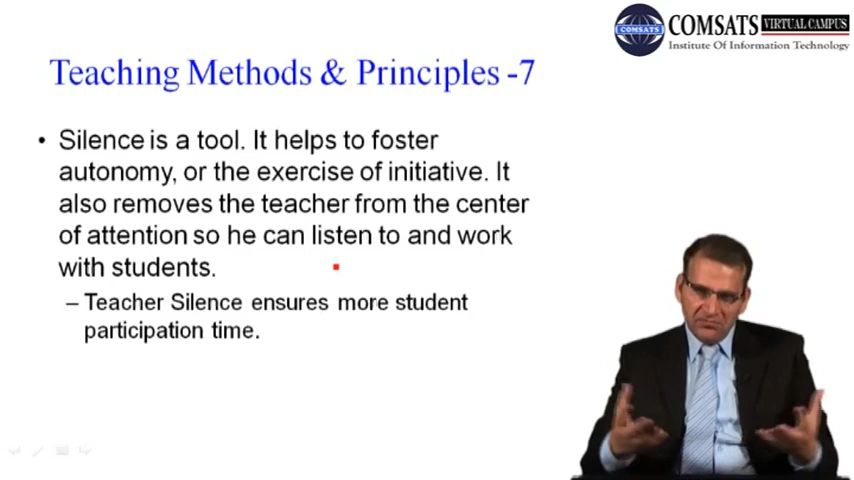 COMSATS VIRTUAL CAMPUS
COMSATS
Institute Of Information Technology
Teaching Methods & Principles -7
• Silence is a tool. It helps to foster
autonomy, or the exercise of initiative. It
also removes the teacher from the center
of attention so he can listen to and work
with students.
– Teacher Silence ensures more student
participation time.